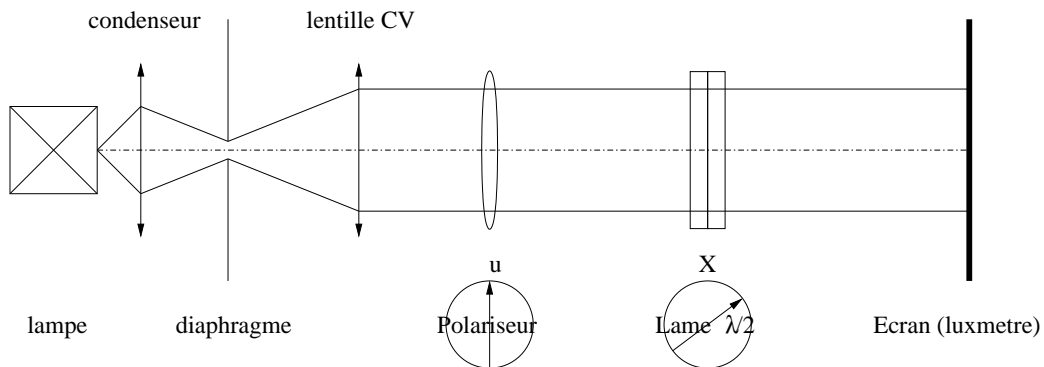 condenseur
lentille CV
u
X
lampe
diaphragme
Polariseur
Lame λ/2
Ecran (luxmetre)